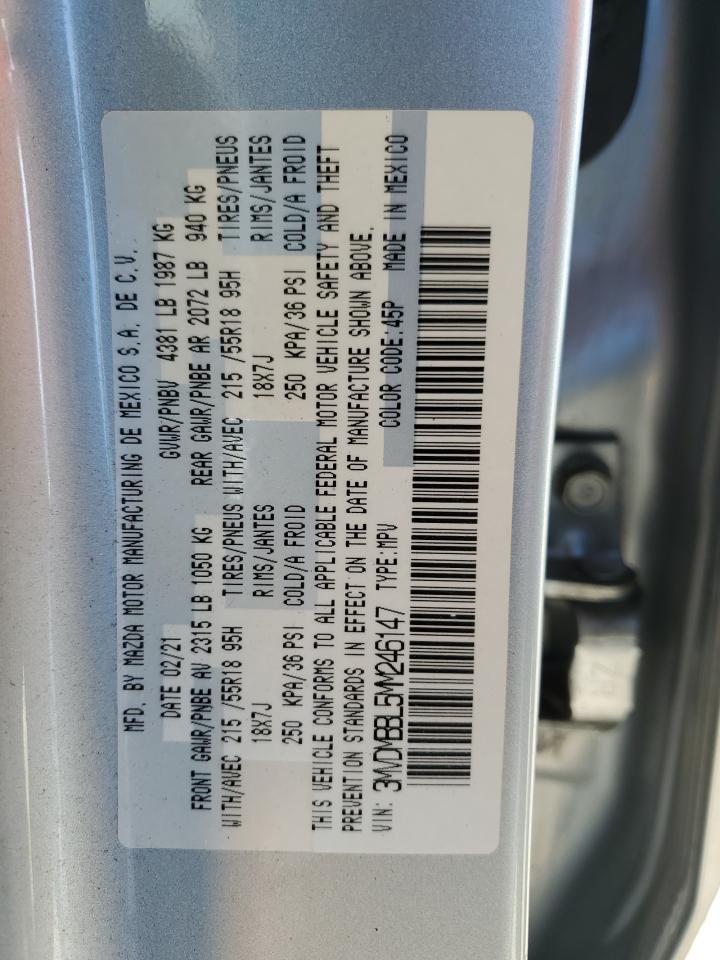 MFD. BY MAZDA MOTOR MANUFACTURING DE MEXICO S.A. DE C.V.
DATE 02/21 GVWR/PNBV 4381 LB 1987 KG
FRONT GAWR/PNBE AV 2315 LB 1050 KG REAR GAWR/PNBE AR 2072 LB 940 KG
WITH/AVEC 215 /55R18 95H TIRES/PNEUS WITH/AVEC 215 /55R18 95H TIRES/PNEUS
18X7J RIMS/JANTES 18X7J RIMS/JANTES
250 KPA/36 PSI COLD/A FROID 250 KPA/36 PSI COLD/A FROID
THIS VEHICLE CONFORMS TO ALL APPLICABLE FEDERAL MOTOR VEHICLE SAFETY AND THEFT
PREVENTION STANDARDS IN EFFECT ON THE DATE OF MANUFACTURE SHOWN ABOVE.
VIN: 3MVDMBBL5MM246147 TYPE:MPV COLOR CODE:45P MADE IN MEXICO